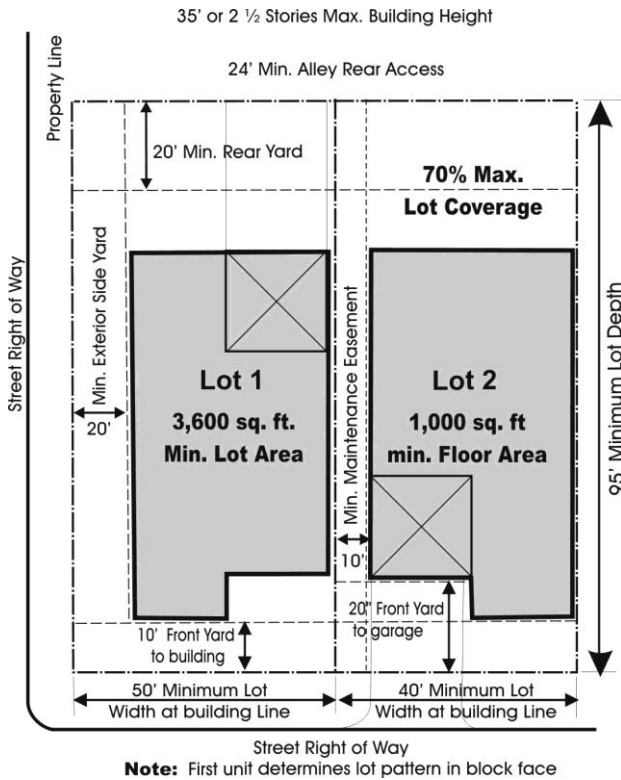 35' or 2 ½ Stories Max. Building Height
24' Min. Alley Rear Access
Property Line
20' Min. Rear Yard
70% Max.
Lot Coverage
Street Right of Way
Min. Exterior Side Yard
20'
Lot 1
3,600 sq. ft.
Min. Lot Area
Min. Maintenance Easement
10'
Lot 2
1,000 sq. ft
min. Floor Area
95' Minimum Lot Depth
10' Front Yard
to building
20" Front Yard
to garage
50' Minimum Lot
Width at building Line
40' Minimum Lot
Width at building Line
Street Right of Way
Note: First unit determines lot pattern in block face